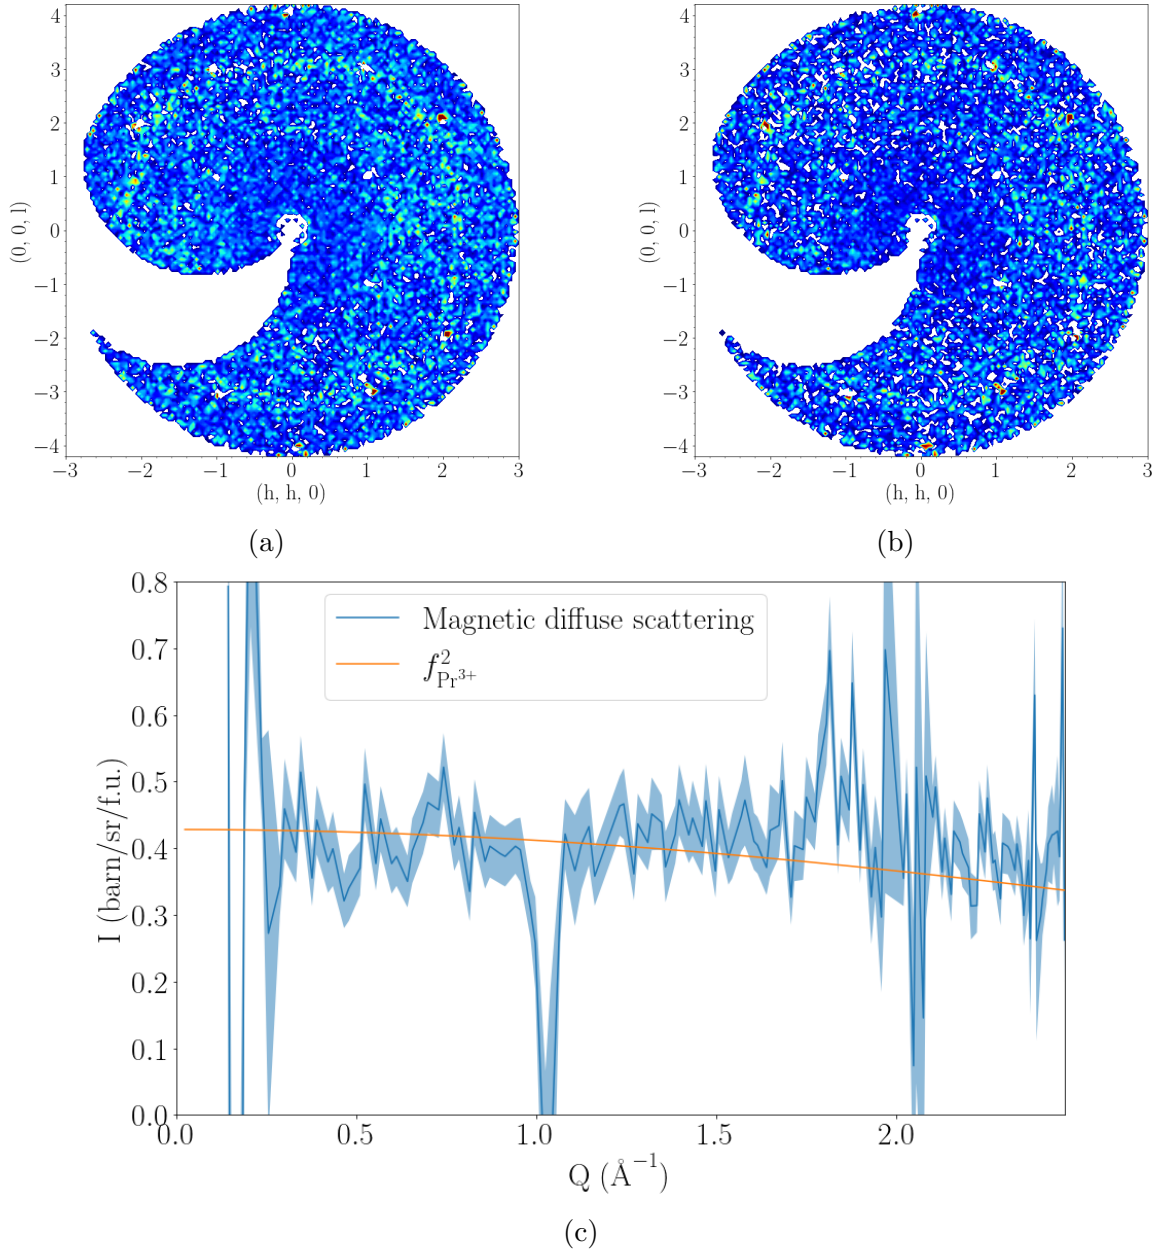 4
3
2
1
0
−1
−2
−3
−4
(0, 0, l)
−3 −2 −1 0 1 2 3
(h, h, 0)
(a)
4
3
2
1
0
−1
−2
−3
−4
(0, 0, l)
−3 −2 −1 0 1 2 3
(h, h, 0)
(b)
0.8
0.7
0.6
0.5
0.4
0.3
0.2
0.1
0.0
I (barn/sr/f.u.)
Magnetic diffuse scattering
f²Pr³⁺
0.0 0.5 1.0 1.5 2.0
Q (Å⁻¹)
(c)